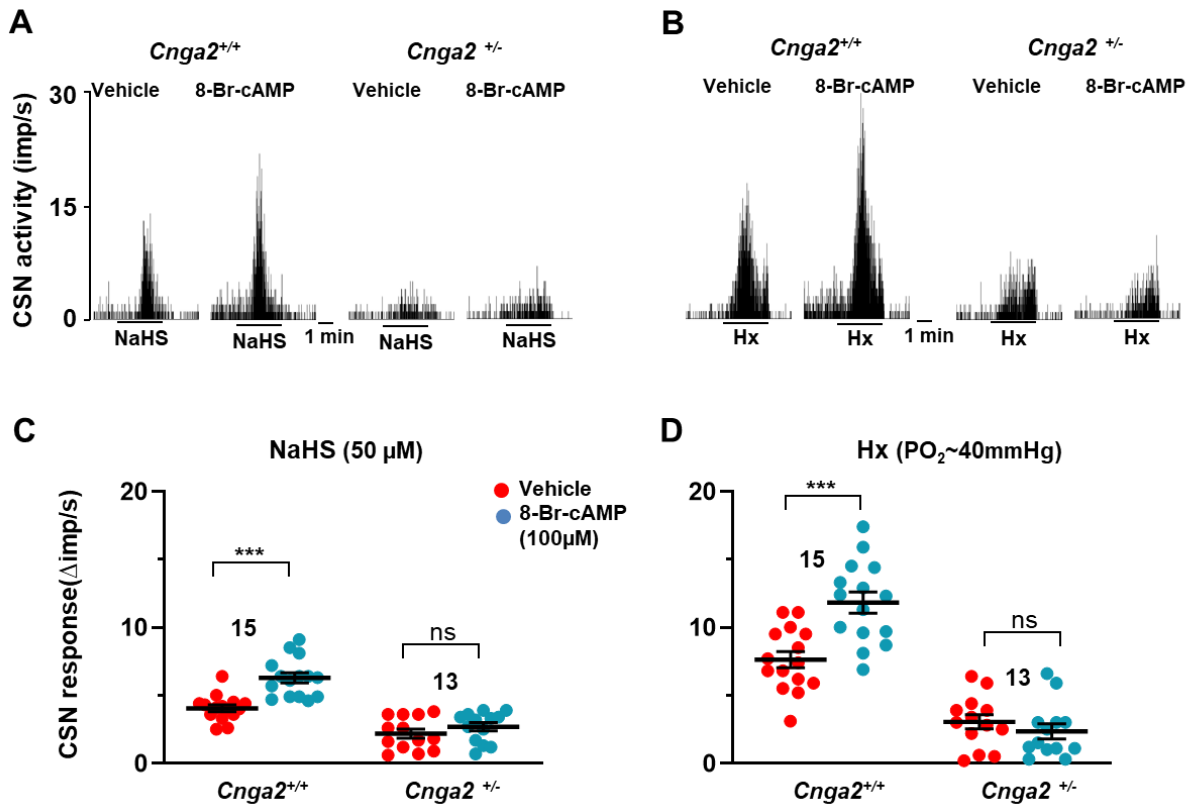 A
Cnga2+/+
Cnga2 +/-
Vehicle
8-Br-cAMP
Vehicle
8-Br-cAMP
CSN activity (imp/s)
30
15
0
NaHS
NaHS
1 min
NaHS
NaHS
B
Cnga2+/+
Cnga2 +/-
Vehicle
8-Br-cAMP
Vehicle
8-Br-cAMP
Hx
Hx
1 min
Hx
Hx
C
NaHS (50 µM)
CSN response(Δimp/s)
20
10
0
***
15
ns
13
Vehicle
8-Br-cAMP
(100µM)
Cnga2+/+
Cnga2 +/-
D
Hx (PO2~40mmHg)
20
10
0
***
15
ns
13
Cnga2+/+
Cnga2 +/-